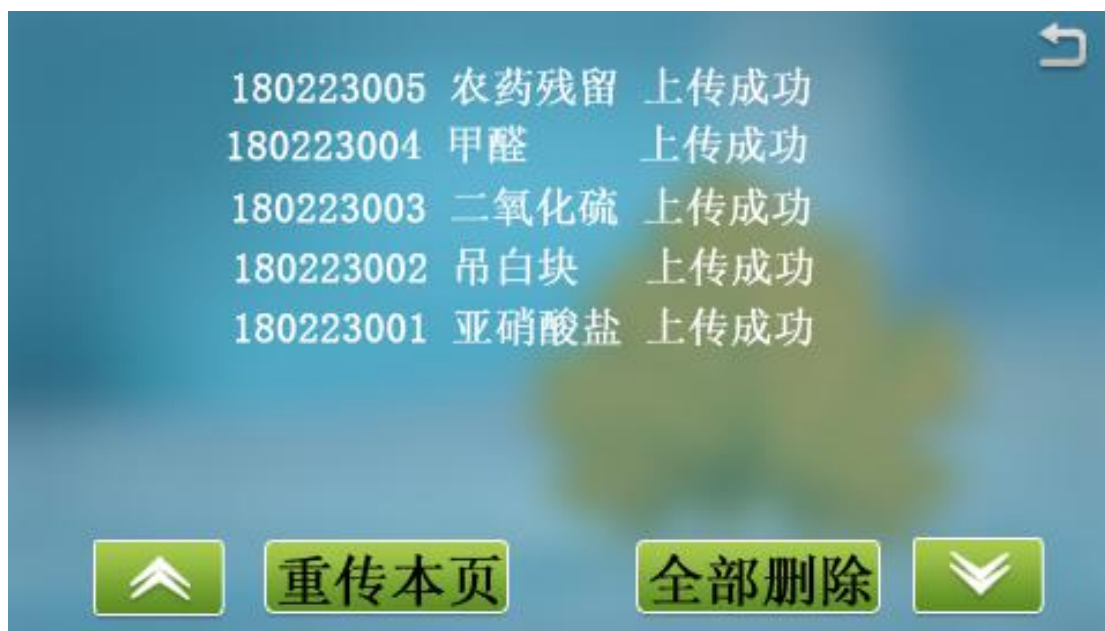 180223005 农药残留 上传成功
180223004 甲醛 上传成功
180223003 二氧化硫 上传成功
180223002 吊白块 上传成功
180223001 亚硝酸盐 上传成功
重传本页 全部删除